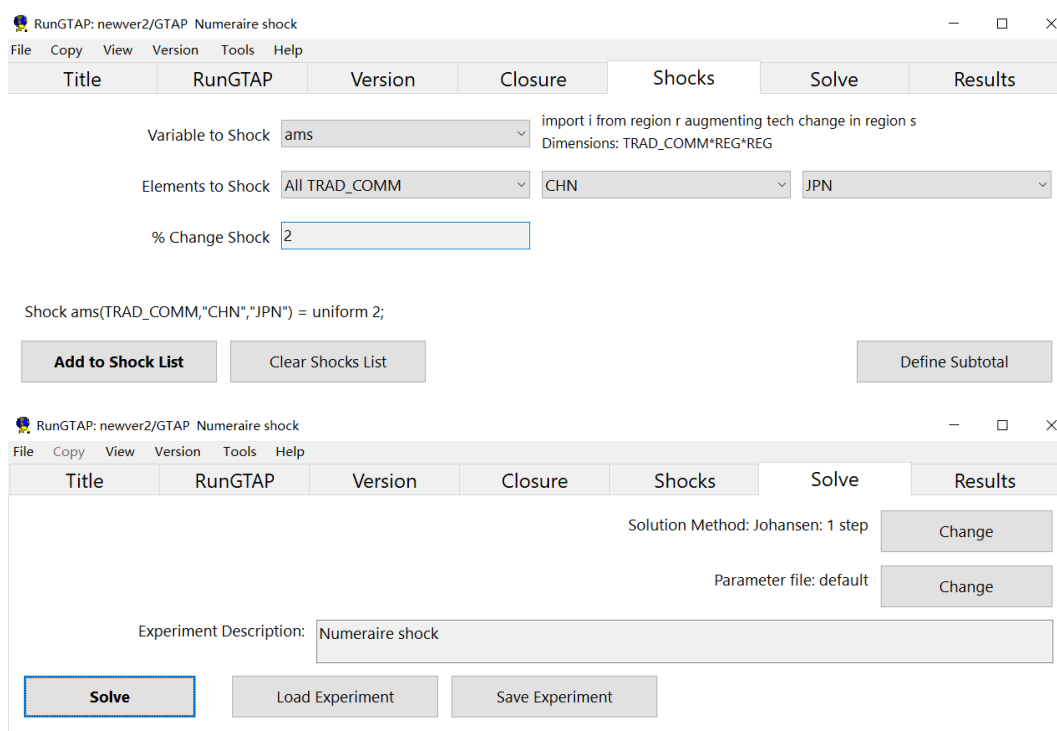 RunGTAP: newver2/GTAP Numeraire shock
File Copy View Version Tools Help
Title RunGTAP Version Closure Shocks Solve Results
Variable to Shock ams import i from region r augmenting tech change in region s
Dimensions: TRAD_COMM*REG*REG
Elements to Shock All TRAD_COMM CHN JPN
% Change Shock 2
Shock ams(TRAD_COMM,"CHN","JPN") = uniform 2;
Add to Shock List Clear Shocks List Define Subtotal
RunGTAP: newver2/GTAP Numeraire shock
File Copy View Version Tools Help
Title RunGTAP Version Closure Shocks Solve Results
Solution Method: Johansen: 1 step Change
Parameter file: default Change
Experiment Description: Numeraire shock
Solve Load Experiment Save Experiment